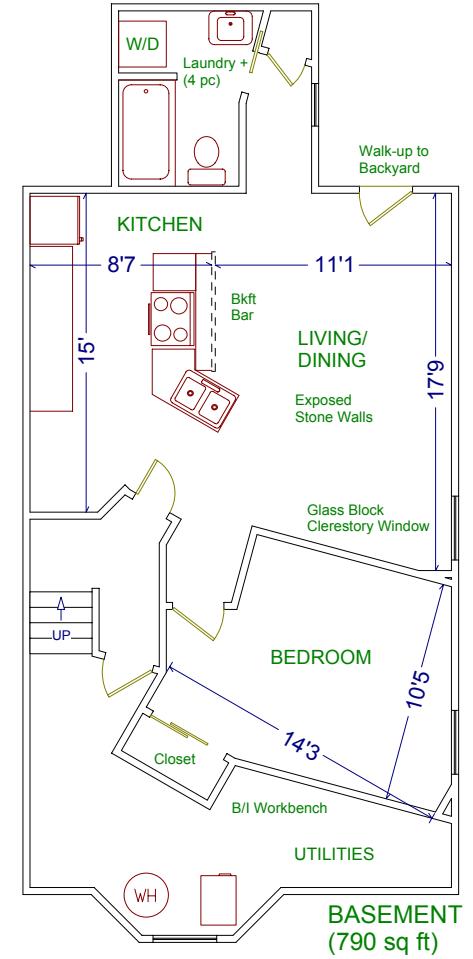 W/D
Laundry +
(4 pc)
Walk-up to
Backyard
KITCHEN
8'7
11'1
Bkft
Bar
15'
LIVING/
DINING
17'9
Exposed
Stone Walls
Glass Block
Clerestory Window
UP
BEDROOM
10'5
14'3
Closet
B/I Workbench
UTILITIES
WH
BASEMENT
(790 sq ft)